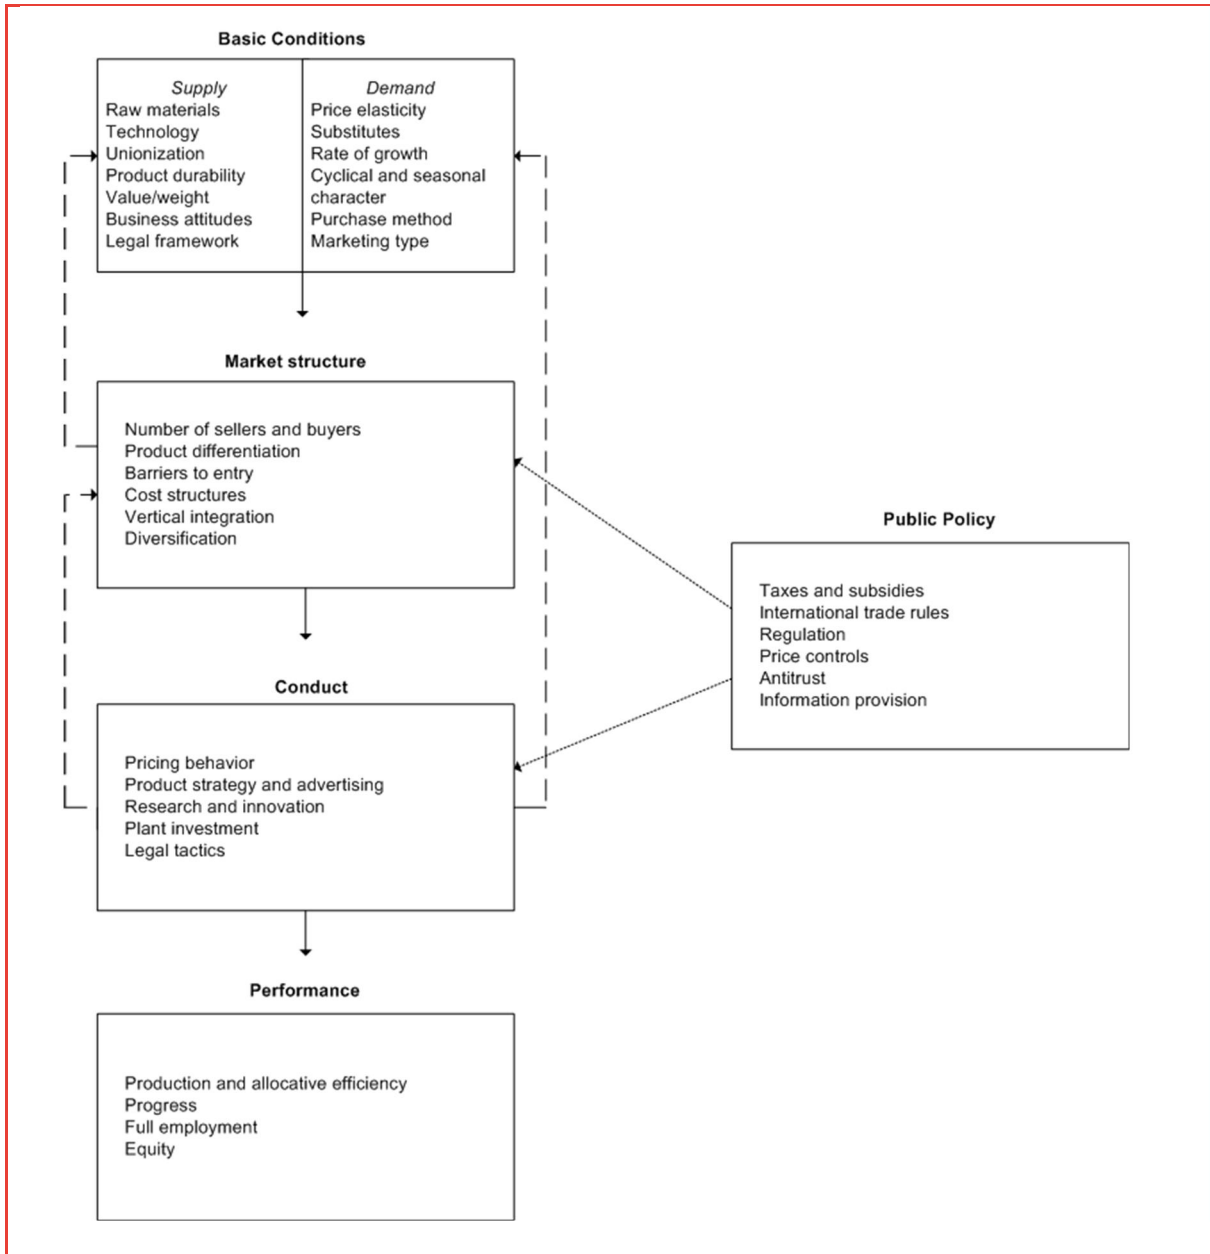 Basic Conditions
Supply
Raw materials
Technology
Unionization
Product durability
Value/weight
Business attitudes
Legal framework
Demand
Price elasticity
Substitutes
Rate of growth
Cyclical and seasonal
character
Purchase method
Marketing type
Market structure
Number of sellers and buyers
Product differentiation
Barriers to entry
Cost structures
Vertical integration
Diversification
Public Policy
Taxes and subsidies
International trade rules
Regulation
Price controls
Antitrust
Information provision
Conduct
Pricing behavior
Product strategy and advertising
Research and innovation
Plant investment
Legal tactics
Performance
Production and allocative efficiency
Progress
Full employment
Equity